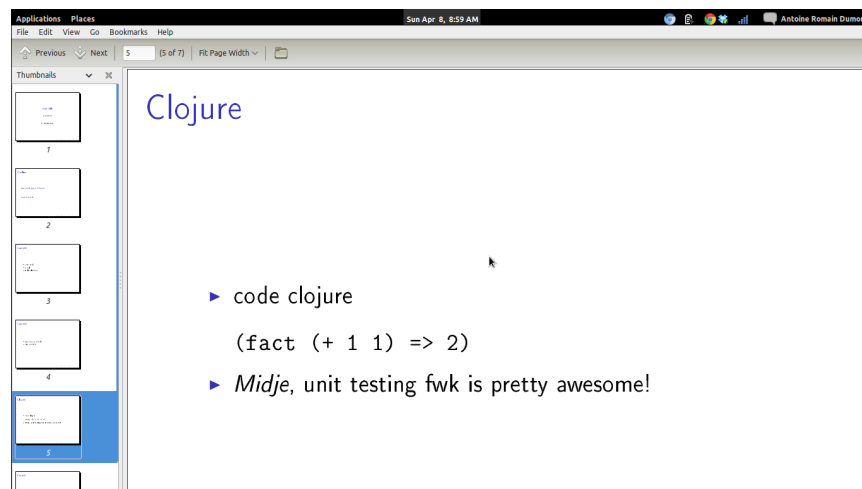 Applications Places Sun Apr 8, 8:59 AM Antoine Romain Dumon
File Edit View Go Bookmarks Help
Previous Next 5 (5 of 7) Fit Page Width
Thumbnails
1
2
3
4
5
Clojure
code clojure
(fact (+ 1 1) => 2)
Midje, unit testing fwk is pretty awesome!